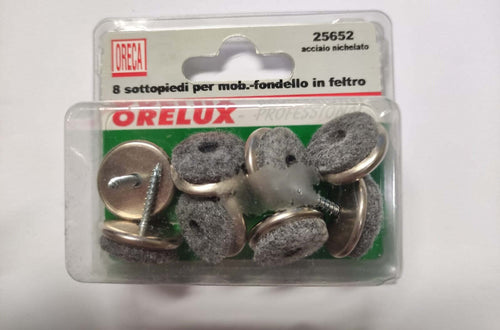 ORECA
25652
acciaio nichelato
8 sottopiedi per mob.-fondello in feltro
ORELUX - PROFESSIONAL